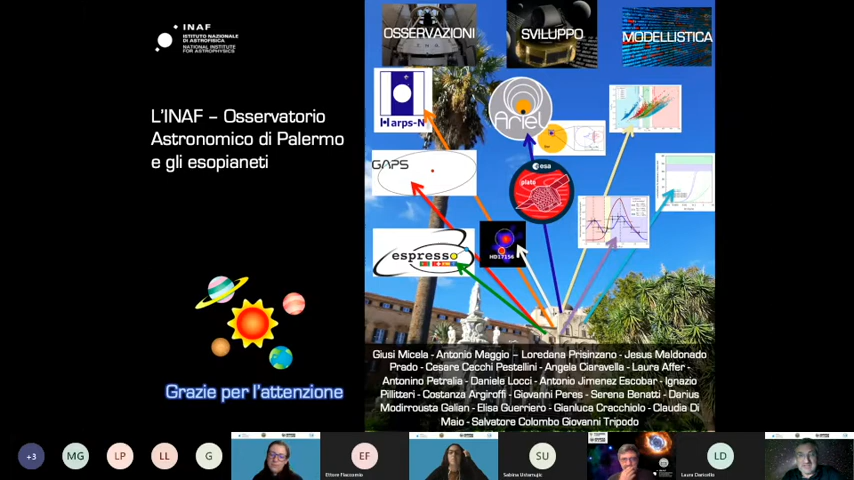 INAF
ISTITUTO NAZIONALE
DI ASTROFISICA
NATIONAL INSTITUTE
FOR ASTROPHYSICS
L'INAF – Osservatorio
Astronomico di Palermo
e gli esopianeti
Grazie per l'attenzione
OSSERVAZIONI
SVILUPPO
MODELLISTICA
Harps-N
Ariel
GAPS
esa
plato
espresso
HD17156
Giusi Micela - Antonio Maggio – Loredana Prisinzano - Jesus Maldonado
Prado - Cesare Cecchi Pestellini - Angela Ciaravella - Laura Affer -
Antonino Petralia - Daniele Locci - Antonio Jimenez Escobar - Ignazio
Pillitteri - Costanza Argiroffi - Giovanni Peres - Serena Benatti - Darius
Modirrousta Galian - Elisa Guerriero - Gianluca Cracchiolo - Claudia Di
Maio - Salvatore Colombo Giovanni Tripodo
+3
MG
LP
LL
G
EF
Ettore Flaccomio
SU
Sabina Ustamujic
LD
Laura Daricello